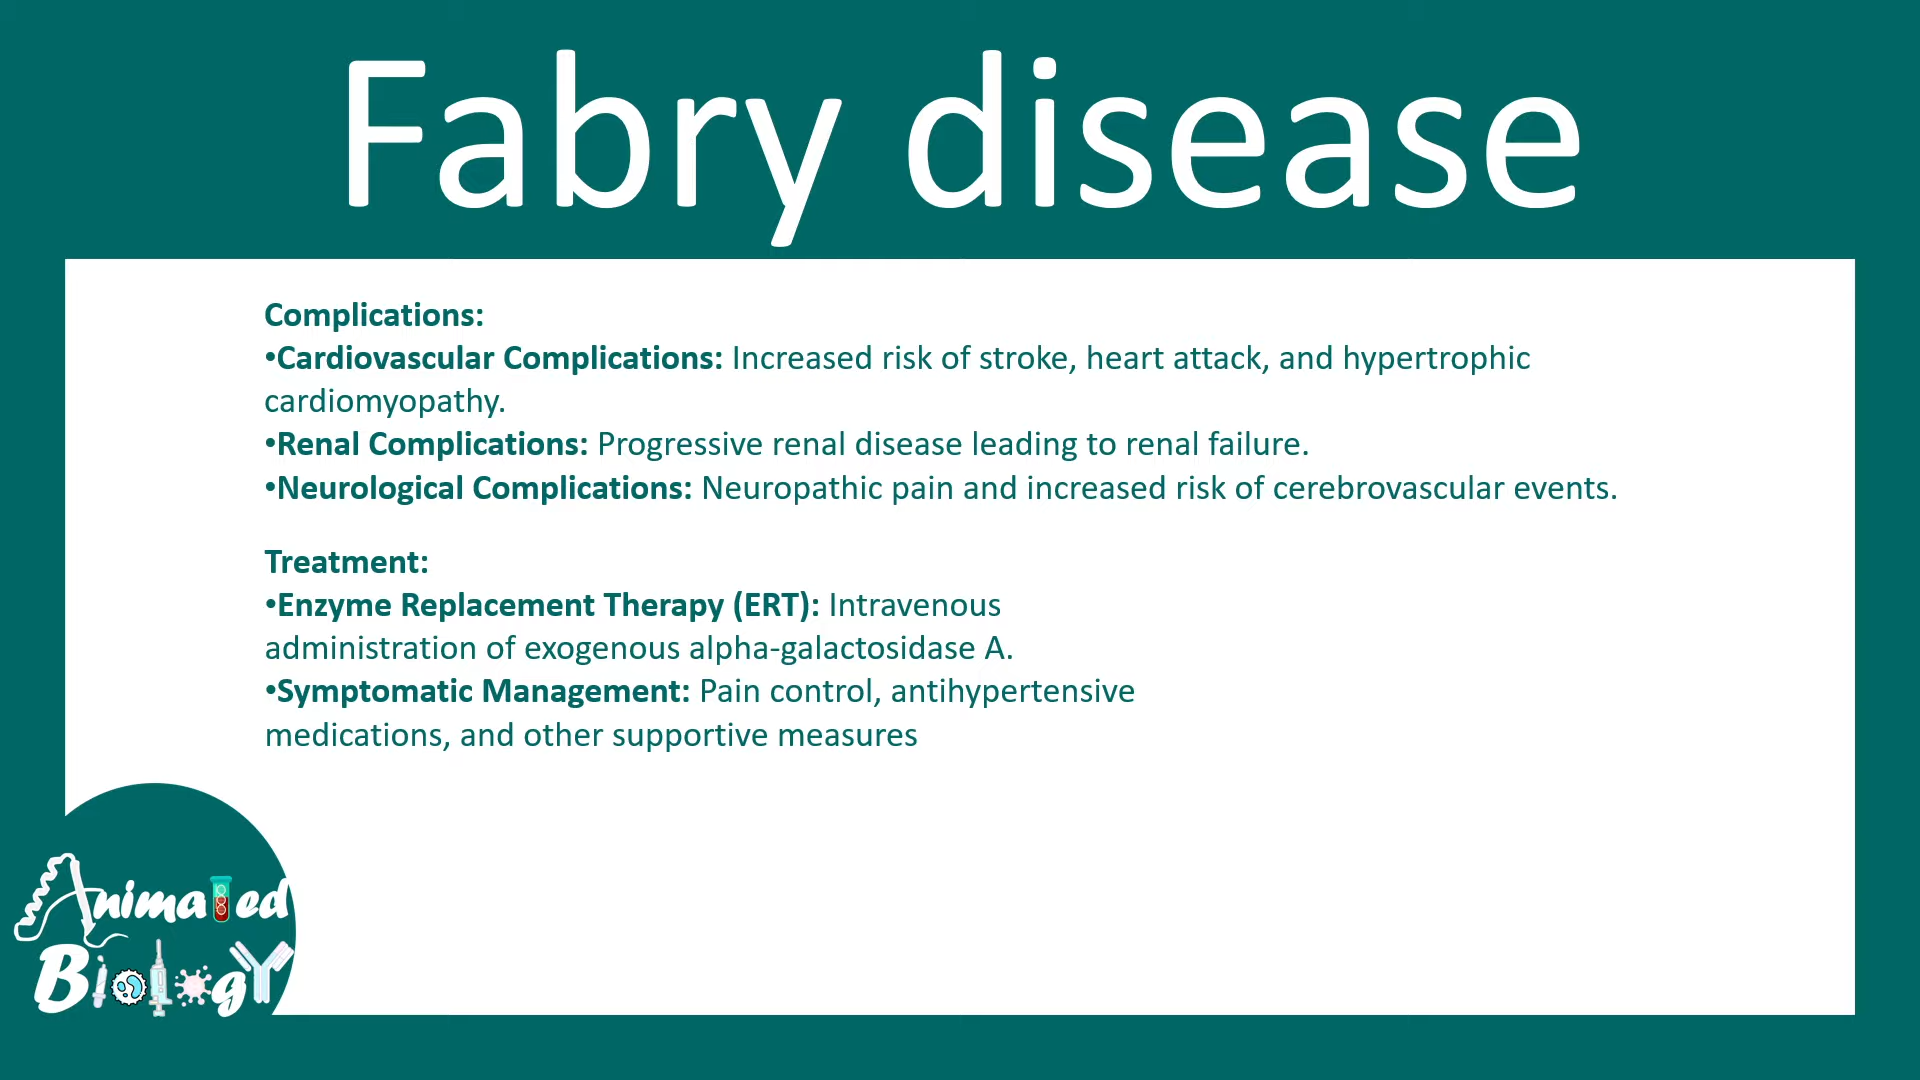 Fabry disease
Complications:
•Cardiovascular Complications: Increased risk of stroke, heart attack, and hypertrophic
cardiomyopathy.
•Renal Complications: Progressive renal disease leading to renal failure.
•Neurological Complications: Neuropathic pain and increased risk of cerebrovascular events.
Treatment:
•Enzyme Replacement Therapy (ERT): Intravenous
administration of exogenous alpha-galactosidase A.
•Symptomatic Management: Pain control, antihypertensive
medications, and other supportive measures
Animated
Biology